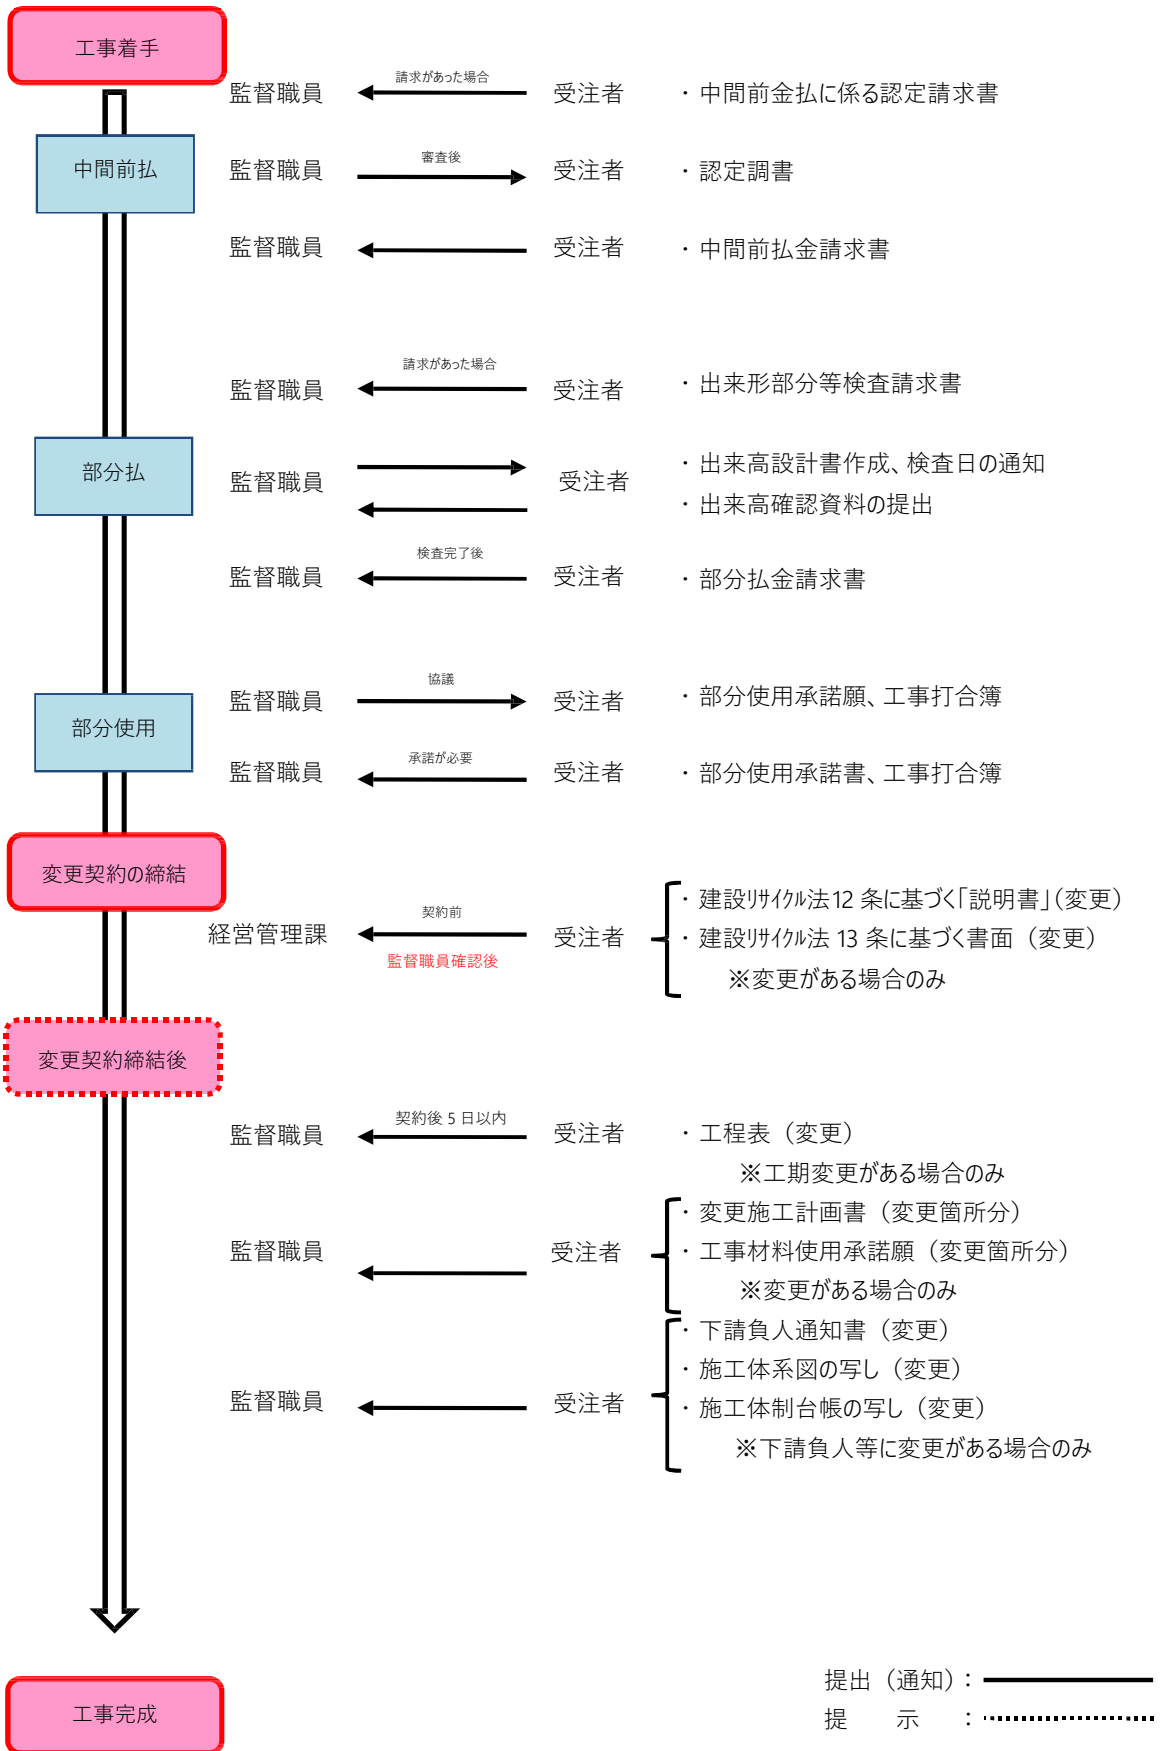 工事着手
請求があった場合
監督職員 受注者 ・中間前金払に係る認定請求書
中間前払
審査後
監督職員 受注者 ・認定調書
監督職員 受注者 ・中間前払金請求書
請求があった場合
監督職員 受注者 ・出来形部分等検査請求書
部分払
監督職員 受注者 ・出来高設計書作成、検査日の通知
・出来高確認資料の提出
検査完了後
監督職員 受注者 ・部分払金請求書
協議
監督職員 受注者 ・部分使用承諾願、工事打合簿
部分使用
承諾が必要
監督職員 受注者 ・部分使用承諾書、工事打合簿
変更契約の締結
・建設リサイクル法12 条に基づく「説明書」(変更)
契約前
経営管理課 受注者 ・建設リサイクル法 13 条に基づく書面（変更）
監督職員確認後
※変更がある場合のみ
変更契約締結後
契約後 5 日以内
監督職員 受注者 ・工程表（変更）
※工期変更がある場合のみ
・変更施工計画書（変更箇所分）
監督職員 受注者 ・工事材料使用承諾願（変更箇所分）
※変更がある場合のみ
・下請負人通知書（変更）
・施工体系図の写し（変更）
監督職員 受注者 ・施工体制台帳の写し（変更）
※下請負人等に変更がある場合のみ
提出（通知）：
工事完成
提　示　：